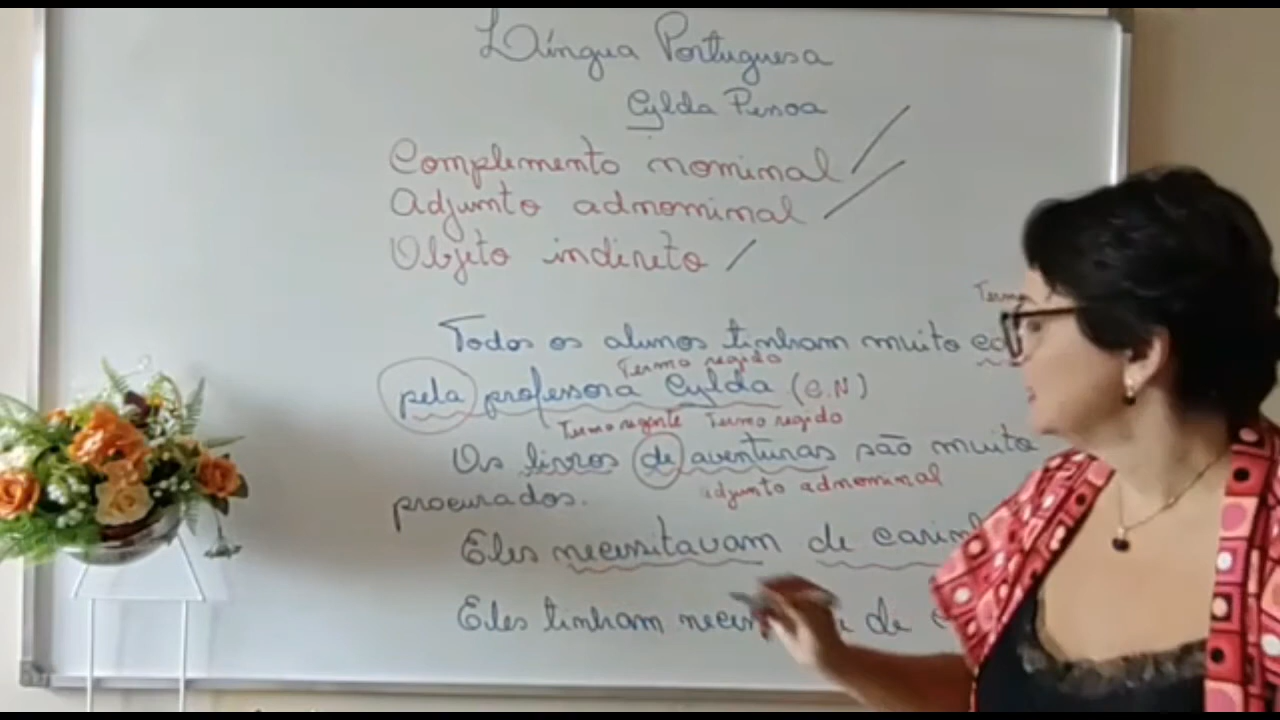 Língua Portuguesa
Cylda Pessoa
Complemento nominal
Adjunto adnominal
Objeto indireto
Termo
Todos os alunos tinham muito
Termo regido
pela professora Cylda (C.N)
Termo regente Termo regido
Os livros de aventuras são muito
procurados.
adjunto adnominal
Eles necessitavam de
Eles tinham de